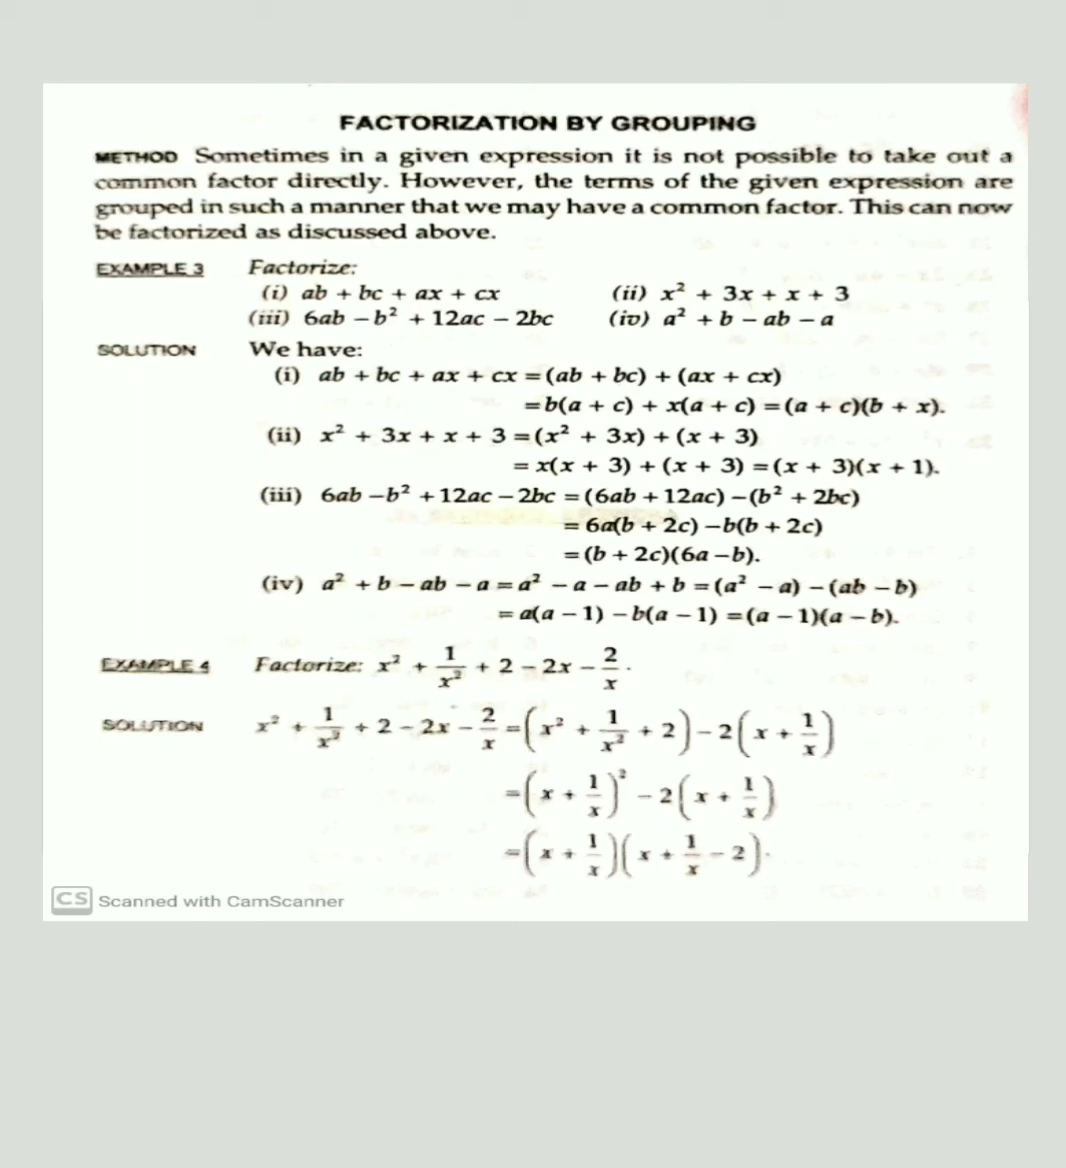 FACTORIZATION BY GROUPING
METHOD Sometimes in a given expression it is not possible to take out a
common factor directly. However, the terms of the given expression are
grouped in such a manner that we may have a common factor. This can now
be factorized as discussed above.
EXAMPLE 3 Factorize:
(i) ab + bc + ax + cx (ii) x² + 3x + x + 3
(iii) 6ab – b² + 12ac – 2bc (iv) a² + b – ab – a
SOLUTION We have:
(i) ab + bc + ax + cx = (ab + bc) + (ax + cx)
= b(a + c) + x(a + c) = (a + c)(b + x).
(ii) x² + 3x + x + 3 = (x² + 3x) + (x + 3)
= x(x + 3) + (x + 3) = (x + 3)(x + 1).
(iii) 6ab – b² + 12ac – 2bc = (6ab + 12ac) – (b² + 2bc)
= 6a(b + 2c) – b(b + 2c)
= (b + 2c)(6a – b).
(iv) a² + b – ab – a = a² – a – ab + b = (a² – a) – (ab – b)
= a(a – 1) – b(a – 1) = (a – 1)(a – b).
EXAMPLE 4 Factorize: x² + 1/x² + 2 – 2x – 2/x.
SOLUTION x² + 1/x² + 2 – 2x – 2/x = (x² + 1/x² + 2) – 2(x + 1/x)
= (x + 1/x)² – 2(x + 1/x)
= (x + 1/x)(x + 1/x – 2).
CS Scanned with CamScanner